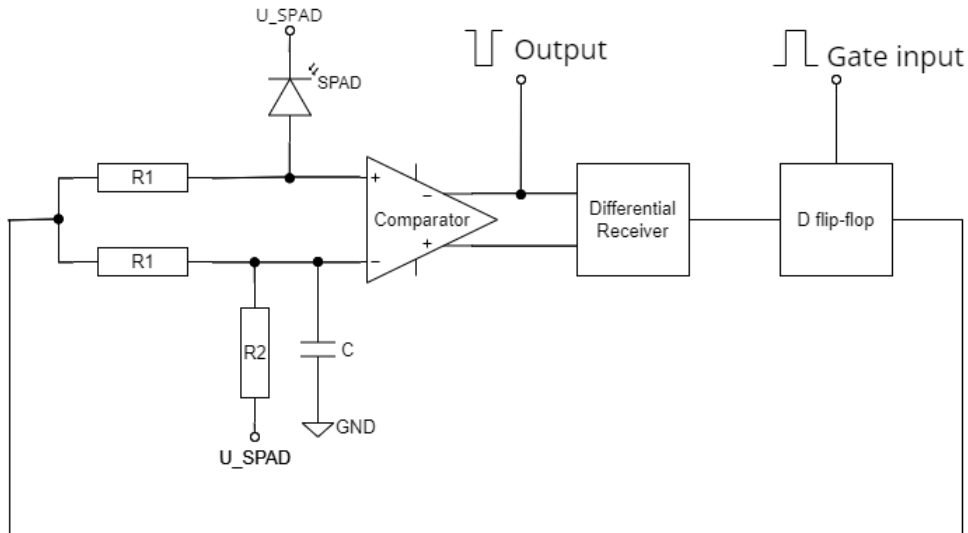 U_SPAD
SPAD
Output
Gate input
R1
+
−
Comparator
+
−
Differential
Receiver
D flip-flop
R1
R2
C
GND
U_SPAD